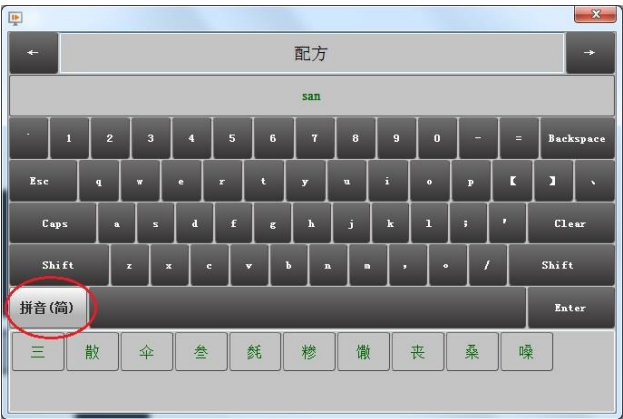 ← 配方 →
san
` 1 2 3 4 5 6 7 8 9 0 - = Backspace
Esc q w e r t y u i o p 【 】 、
Caps a s d f g h j k l ; ' Clear
Shift z x c v b n m , 。 / Shift
拼音(简) Enter
三 散 伞 叁 毵 糁 馓 丧 桑 嗓